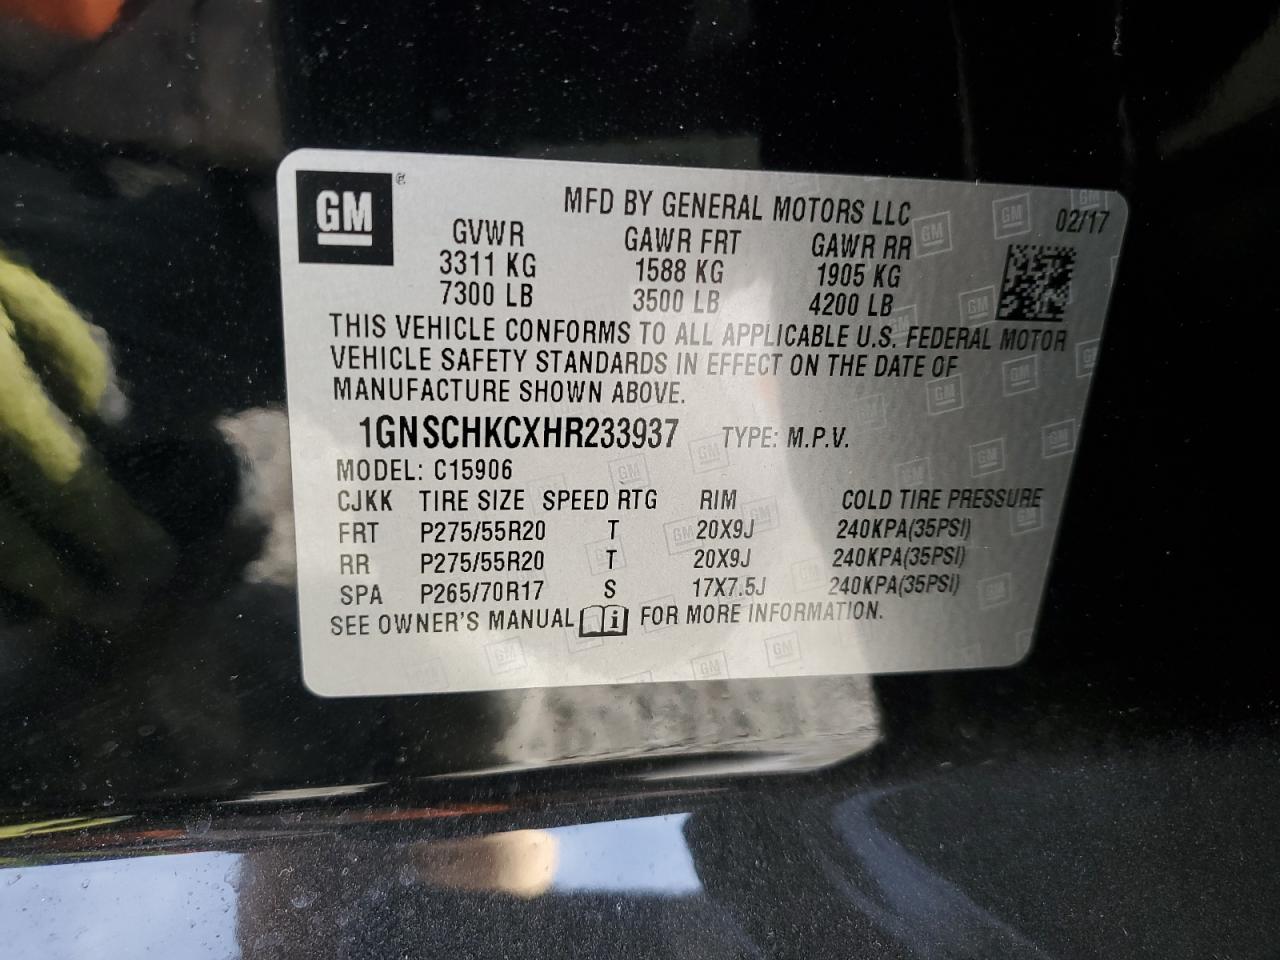 GM ®
MFD BY GENERAL MOTORS LLC 02/17
GVWR GAWR FRT GAWR RR
3311 KG 1588 KG 1905 KG
7300 LB 3500 LB 4200 LB
THIS VEHICLE CONFORMS TO ALL APPLICABLE U.S. FEDERAL MOTOR
VEHICLE SAFETY STANDARDS IN EFFECT ON THE DATE OF
MANUFACTURE SHOWN ABOVE.
1GNSCHKCXHR233937 TYPE: M.P.V.
MODEL: C15906
CJKK TIRE SIZE SPEED RTG RIM COLD TIRE PRESSURE
FRT P275/55R20 T 20X9J 240KPA(35PSI)
RR P275/55R20 T 20X9J 240KPA(35PSI)
SPA P265/70R17 S 17X7.5J 240KPA(35PSI)
SEE OWNER'S MANUAL i FOR MORE INFORMATION.